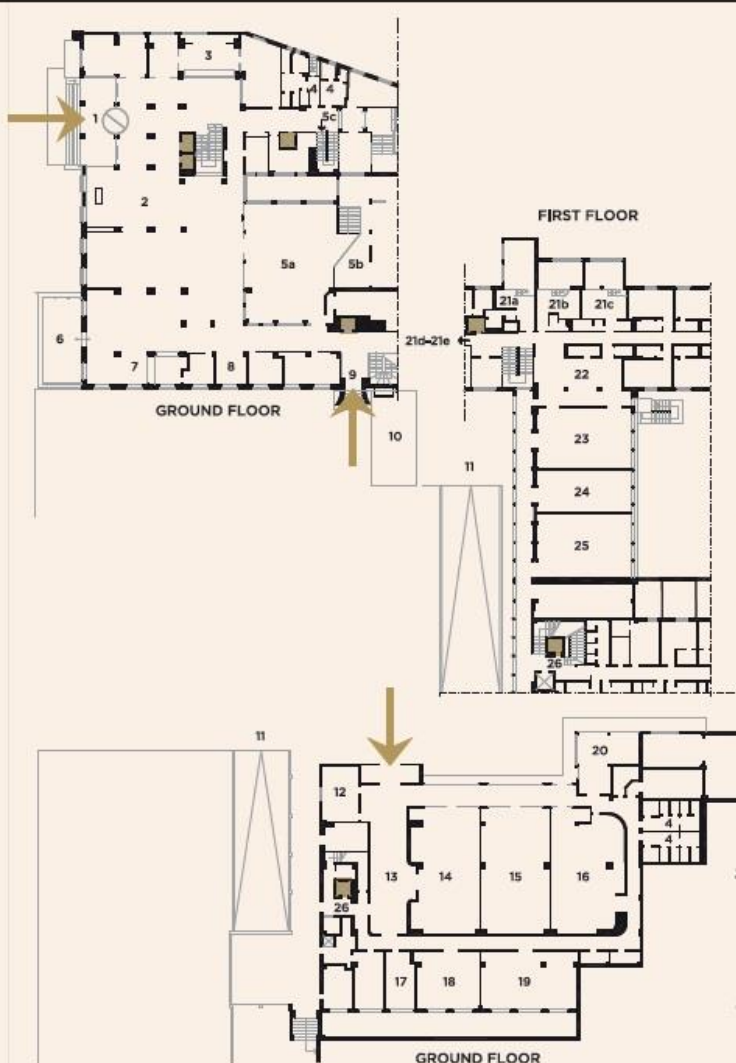 3
4 4
1
5c
2
5a 5b
6
7 8 9
GROUND FLOOR
10
11
FIRST FLOOR
21a 21b 21c
21d-21e
22
23
24
25
26
11
20
12
4
4
13 14 15 16
26
17 18 19
GROUND FLOOR